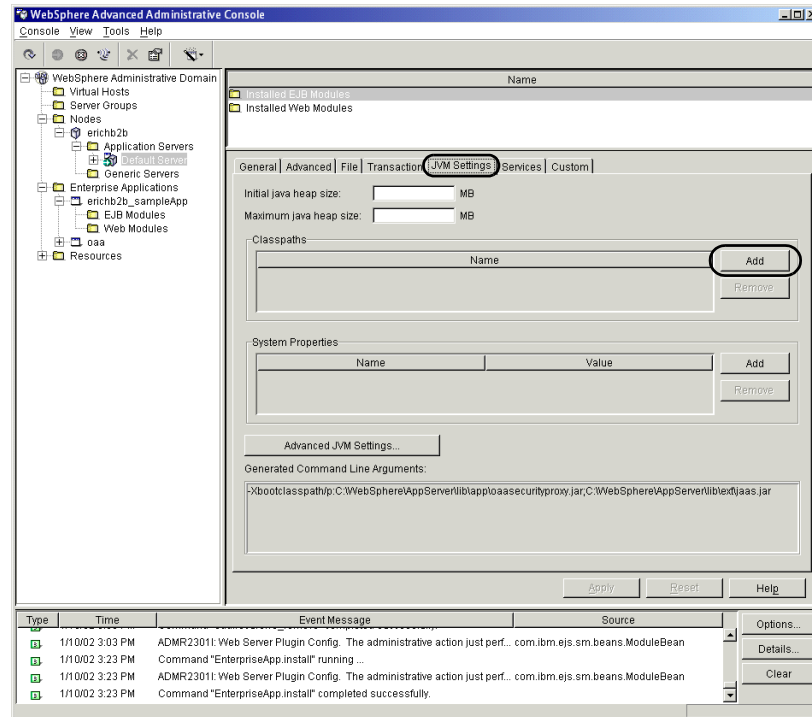 WebSphere Advanced Administrative Console
Console View Tools Help
WebSphere Administrative Domain
Virtual Hosts
Server Groups
Nodes
erichb2b
Application Servers
Default Server
Generic Servers
Enterprise Applications
erichb2b_sampleApp
EJB Modules
Web Modules
oaa
Resources
Name
Installed EJB Modules
Installed Web Modules
General Advanced File Transaction JVM Settings Services Custom
Initial java heap size: MB
Maximum java heap size: MB
Classpaths
Name
Add
Remove
System Properties
Name Value
Add
Remove
Advanced JVM Settings...
Generated Command Line Arguments:
-Xbootclasspath/p:C:\WebSphere\AppServer\lib\app\oaasecurityproxy.jar;C:\WebSphere\AppServer\lib\ext\jaas.jar
Apply Reset Help
Type Time Event Message Source
1/10/02 3:03 PM ADMR2301I: Web Server Plugin Config. The administrative action just perf... com.ibm.ejs.sm.beans.ModuleBean
1/10/02 3:23 PM Command "EnterpriseApp.install" running ...
1/10/02 3:23 PM ADMR2301I: Web Server Plugin Config. The administrative action just perf... com.ibm.ejs.sm.beans.ModuleBean
1/10/02 3:23 PM Command "EnterpriseApp.install" completed successfully.
Options...
Details...
Clear